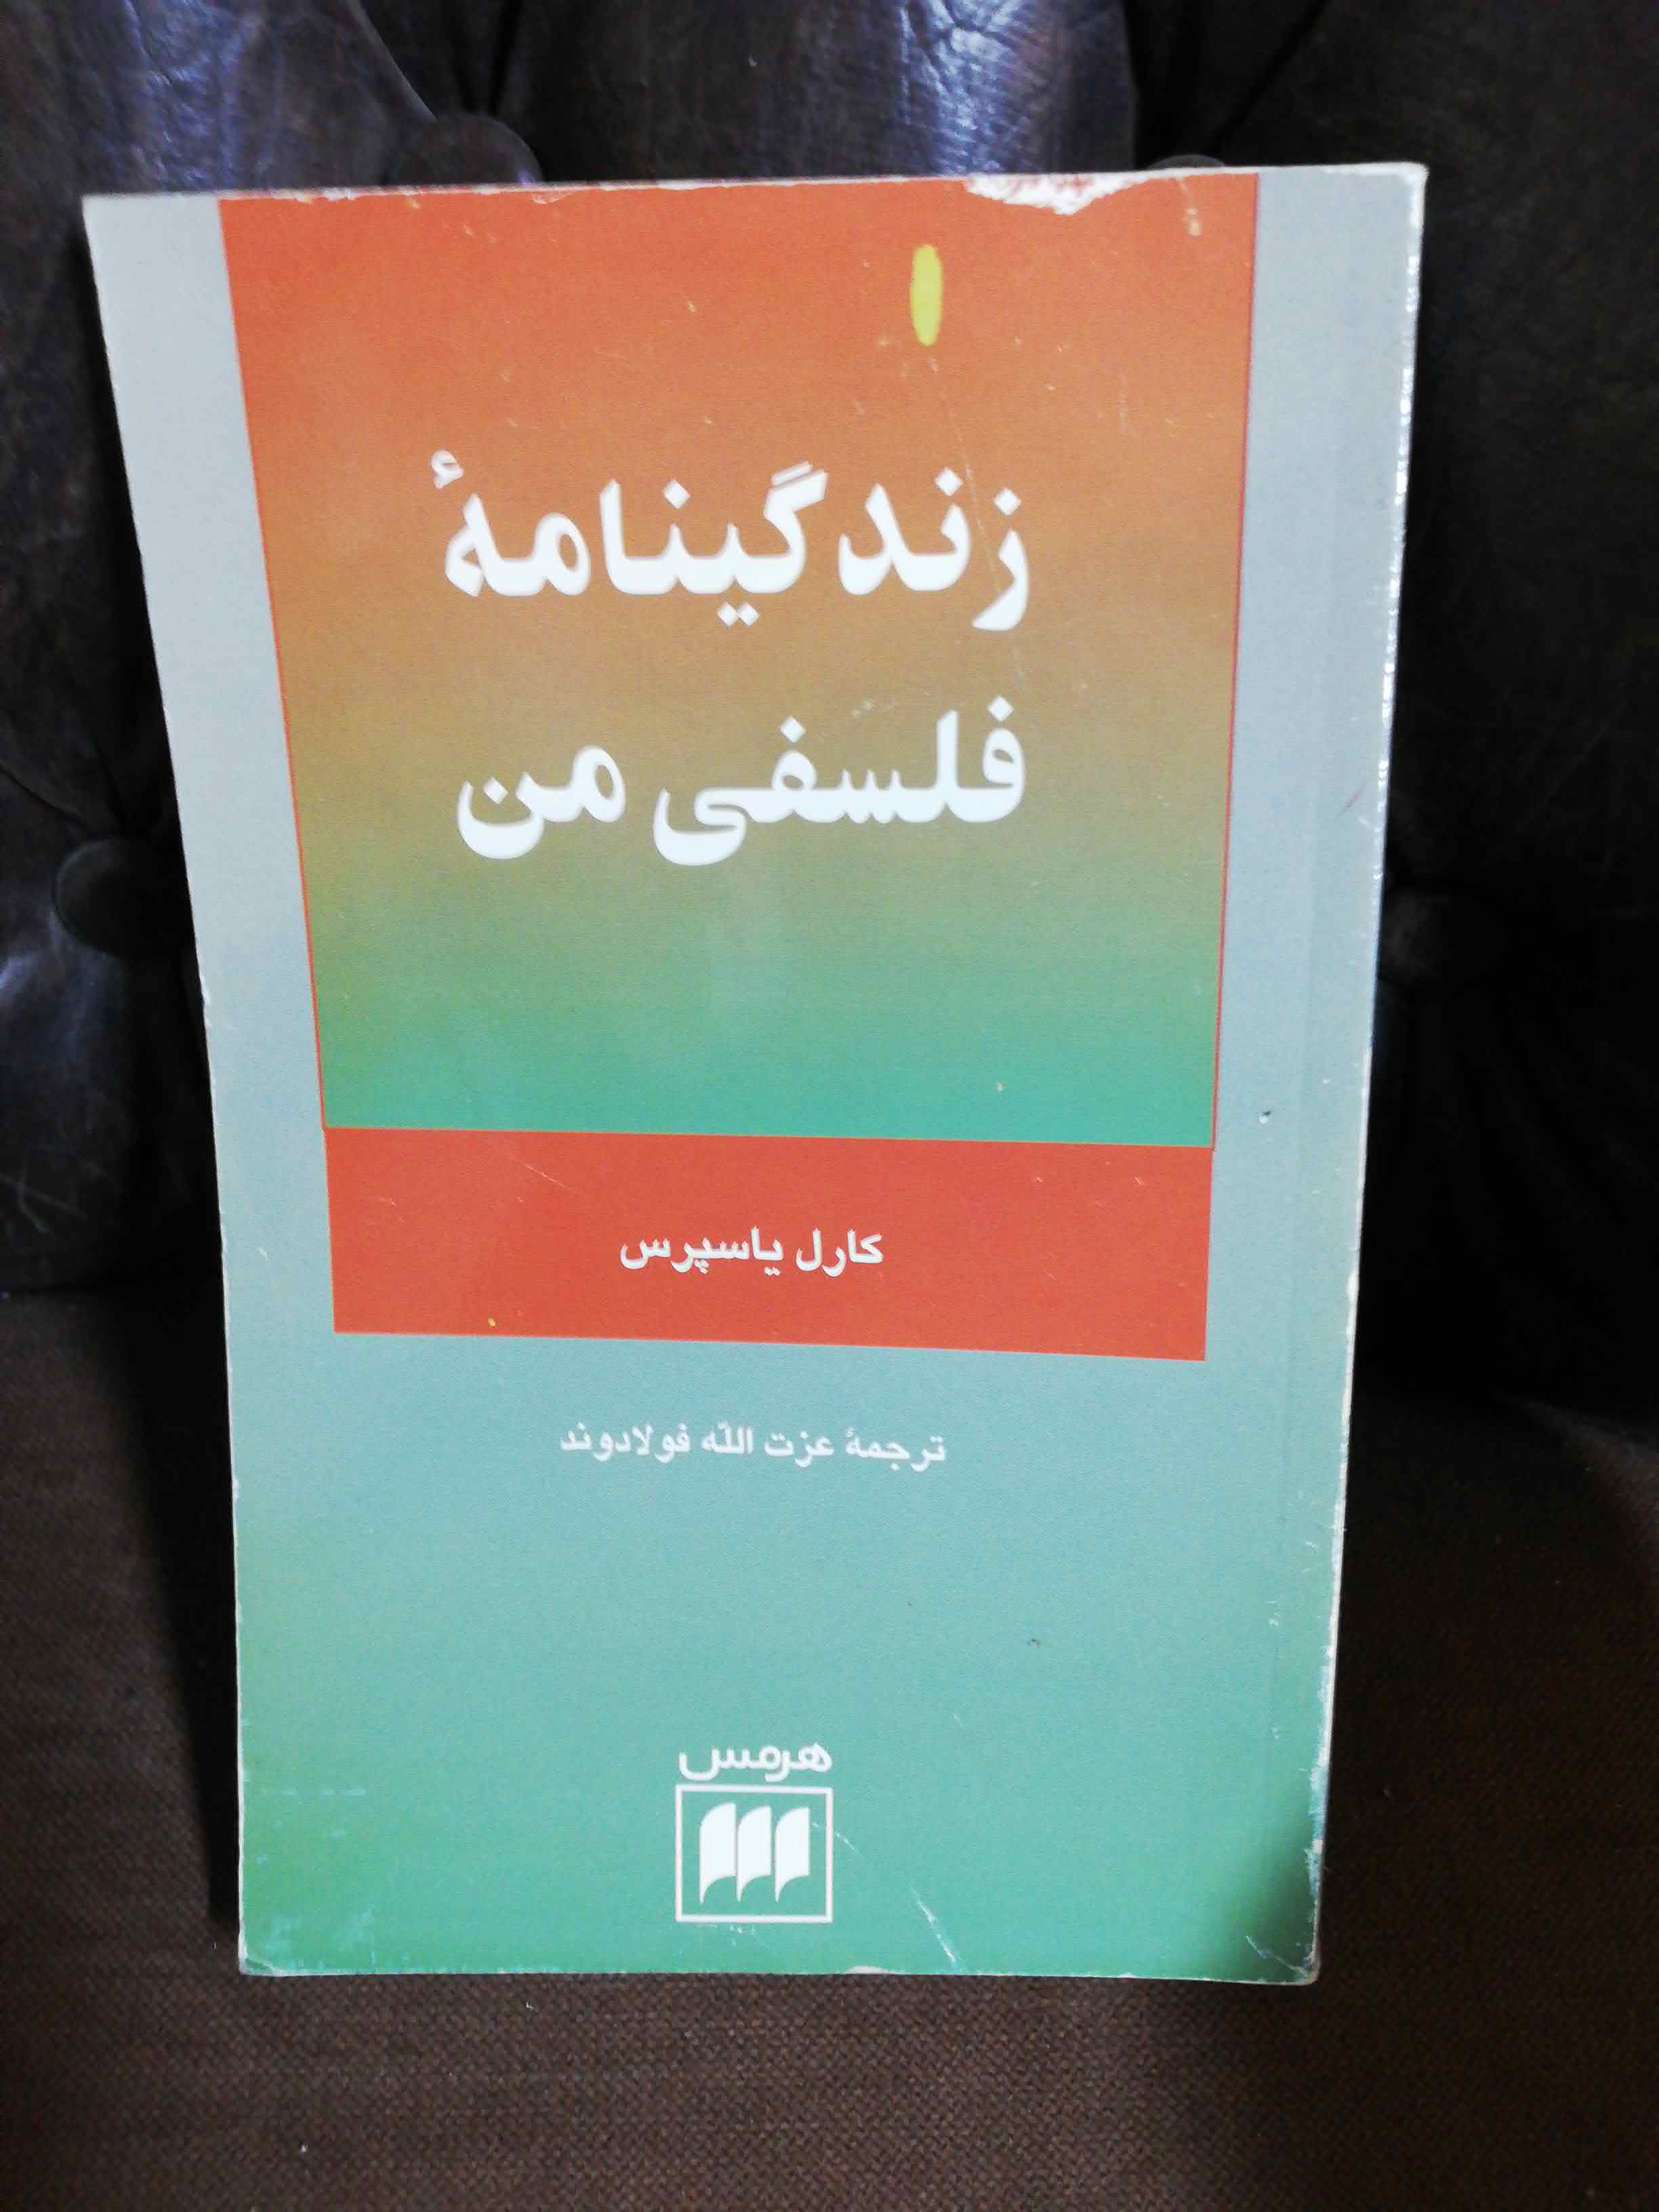 زندگینامهٔ
فلسفی من
کارل یاسپرس
ترجمهٔ عزت الله فولادوند
هرمس